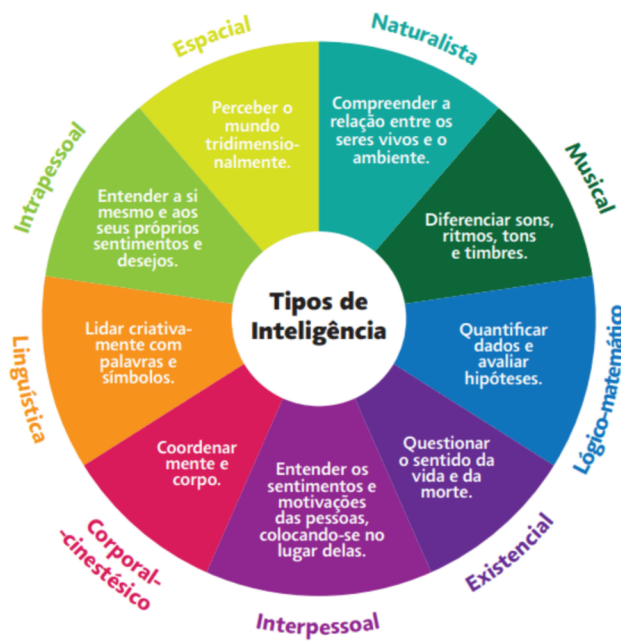 Tipos de
Inteligência
Naturalista
Compreender a
relação entre os
seres vivos e o
ambiente.
Musical
Diferenciar sons,
ritmos, tons
e timbres.
Lógico-matemático
Quantificar
dados e
avaliar
hipóteses.
Existencial
Questionar
o sentido da
vida e da
morte.
Interpessoal
Entender os
sentimentos e
motivações
das pessoas,
colocando-se no
lugar delas.
Corporal-
-cinestésico
Coordenar
mente e
corpo.
Linguística
Lidar criativa-
mente com
palavras e
símbolos.
Intrapessoal
Entender a si
mesmo e aos
seus próprios
sentimentos e
desejos.
Espacial
Perceber o
mundo
tridimensio-
nalmente.